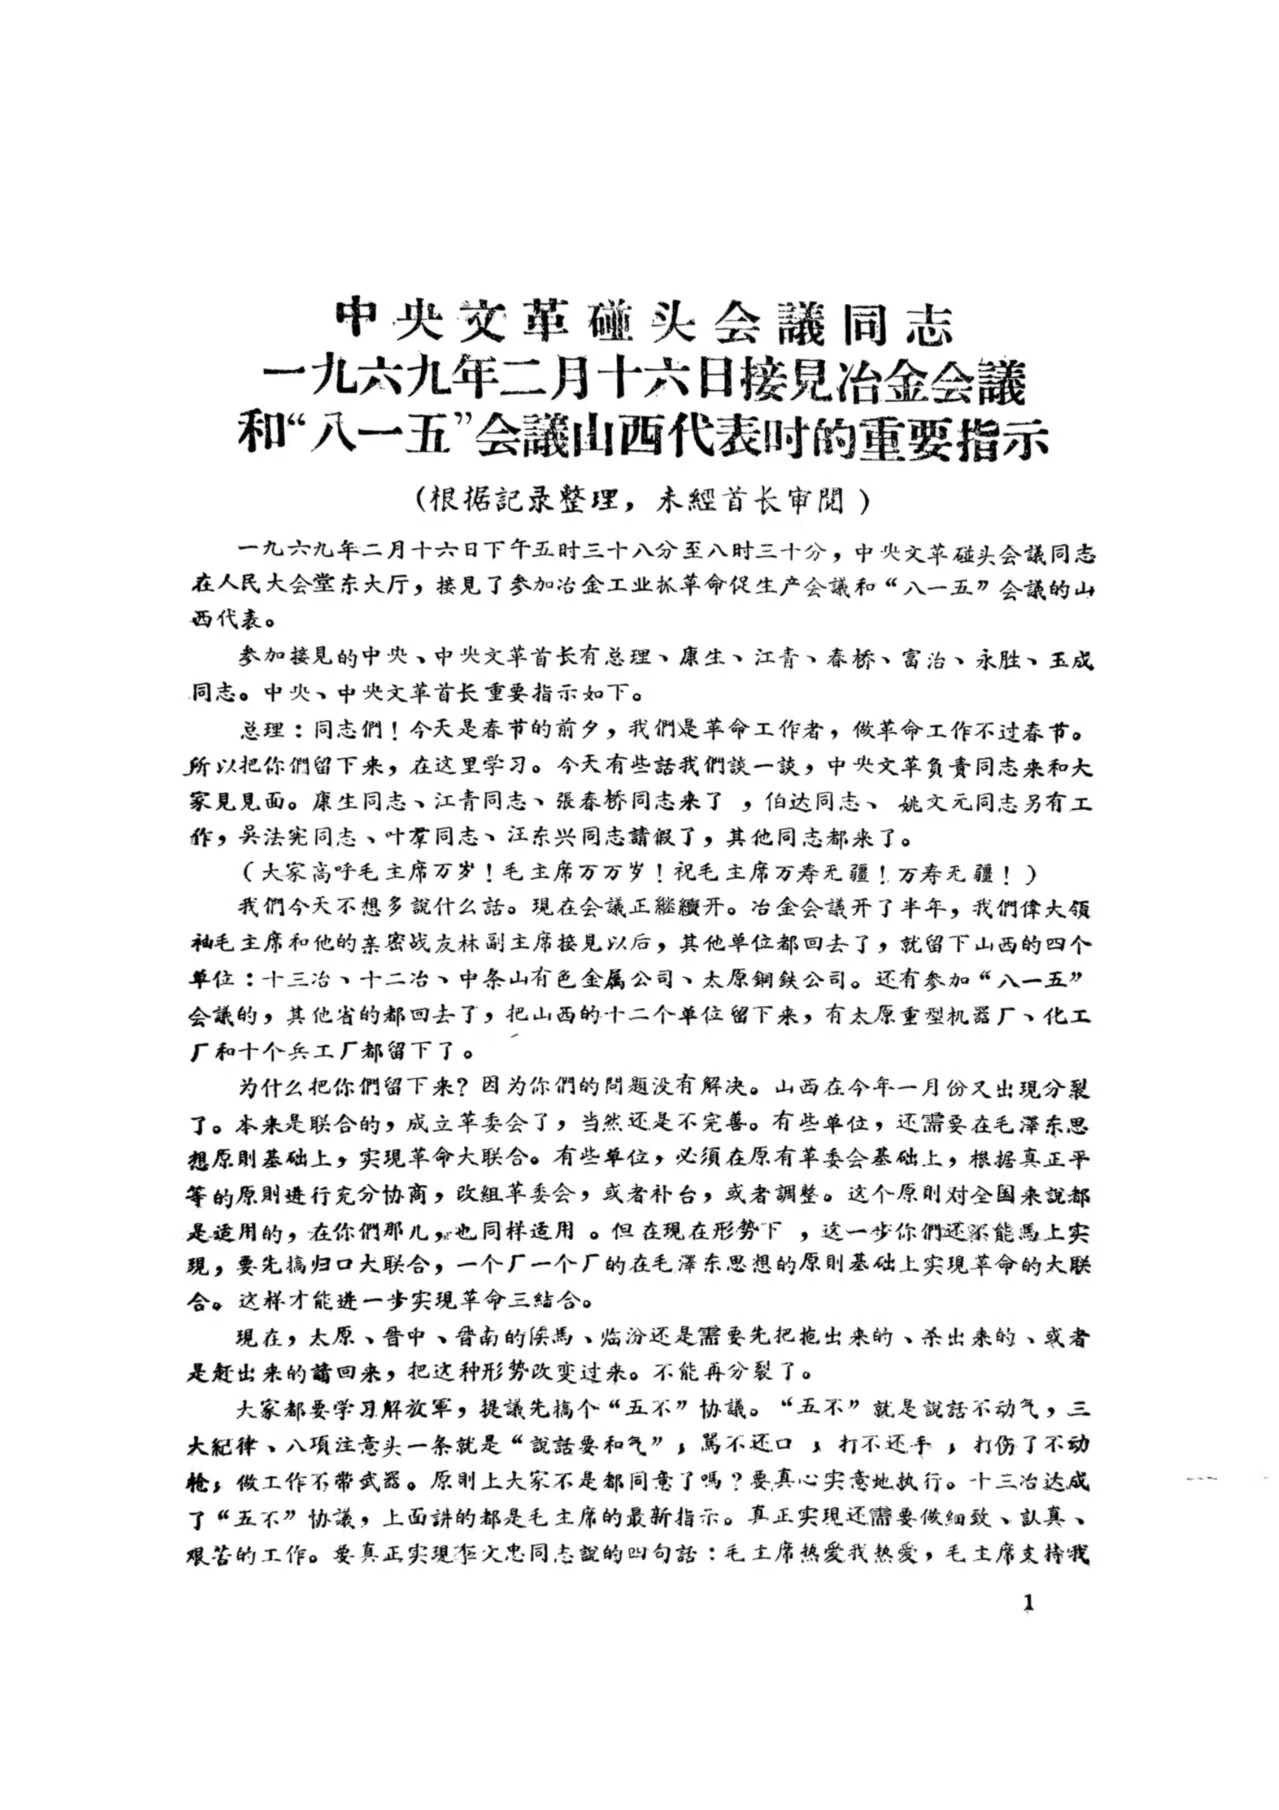 中央文革碰头会議同志
一九六九年二月十六日接見冶金会議
和“八一五”会議山西代表时的重要指示
（根据記录整理，未經首长审閱）
一九六九年二月十六日下午五时三十八分至八时三十分，中央文革碰头会議同志
在人民大会堂东大厅，接見了参加冶金工业抓革命促生产会議和“八一五”会議的山
西代表。
参加接見的中央、中央文革首长有总理、康生、江青、春桥、富治、永胜、玉成
同志。中央、中央文革首长重要指示如下。
总理：同志們！今天是春节的前夕，我們是革命工作者，做革命工作不过春节。
所以把你們留下来，在这里学习。今天有些話我們談一談，中央文革負責同志来和大
家見見面。康生同志、江青同志、張春桥同志来了，伯达同志、姚文元同志另有工
作，吳法宪同志、叶羣同志、汪东兴同志請假了，其他同志都来了。
（大家高呼毛主席万岁！毛主席万万岁！祝毛主席万寿无疆！万寿无疆！）
我們今天不想多說什么話。現在会議正継續开。冶金会議开了半年，我們偉大領
袖毛主席和他的亲密战友林副主席接見以后，其他单位都回去了，就留下山西的四个
单位：十三冶、十二冶、中条山有色金属公司、太原鋼鉄公司。还有参加“八一五”
会議的，其他省的都回去了，把山西的十二个单位留下来，有太原重型机器厂、化工
厂和十个兵工厂都留下了。
为什么把你們留下来？因为你們的問題没有解决。山西在今年一月份又出現分裂
了。本来是联合的，成立革委会了，当然还是不完善。有些单位，还需要在毛澤东思
想原則基础上，实現革命大联合。有些单位，必須在原有革委会基础上，根据真正平
等的原則进行充分协商，改組革委会，或者补台，或者調整。这个原則对全国来說都
是适用的，在你們那儿，也同样适用。但在現在形势下，这一步你們还不能馬上实
現，要先搞归口大联合，一个厂一个厂的在毛澤东思想的原則基础上实現革命的大联
合。这样才能进一步实現革命三結合。
現在，太原、晋中、晋南的侯馬、临汾还是需要先把拖出来的、杀出来的、或者
是赶出来的請回来，把这种形势改变过来。不能再分裂了。
大家都要学习解放軍，提議先搞个“五不”协議。“五不”就是說話不动气，三
大紀律、八項注意头一条就是“說話要和气”；罵不还口，打不还手，打伤了不动
枪；做工作不带武器。原則上大家不是都同意了嗎？要真心实意地执行。十三冶达成
了“五不”协議，上面讲的都是毛主席的最新指示。真正实現还需要做細致、認真、
艰苦的工作。要真正实現李文忠同志說的四句話：毛主席热爱我热爱，毛主席支持我
1